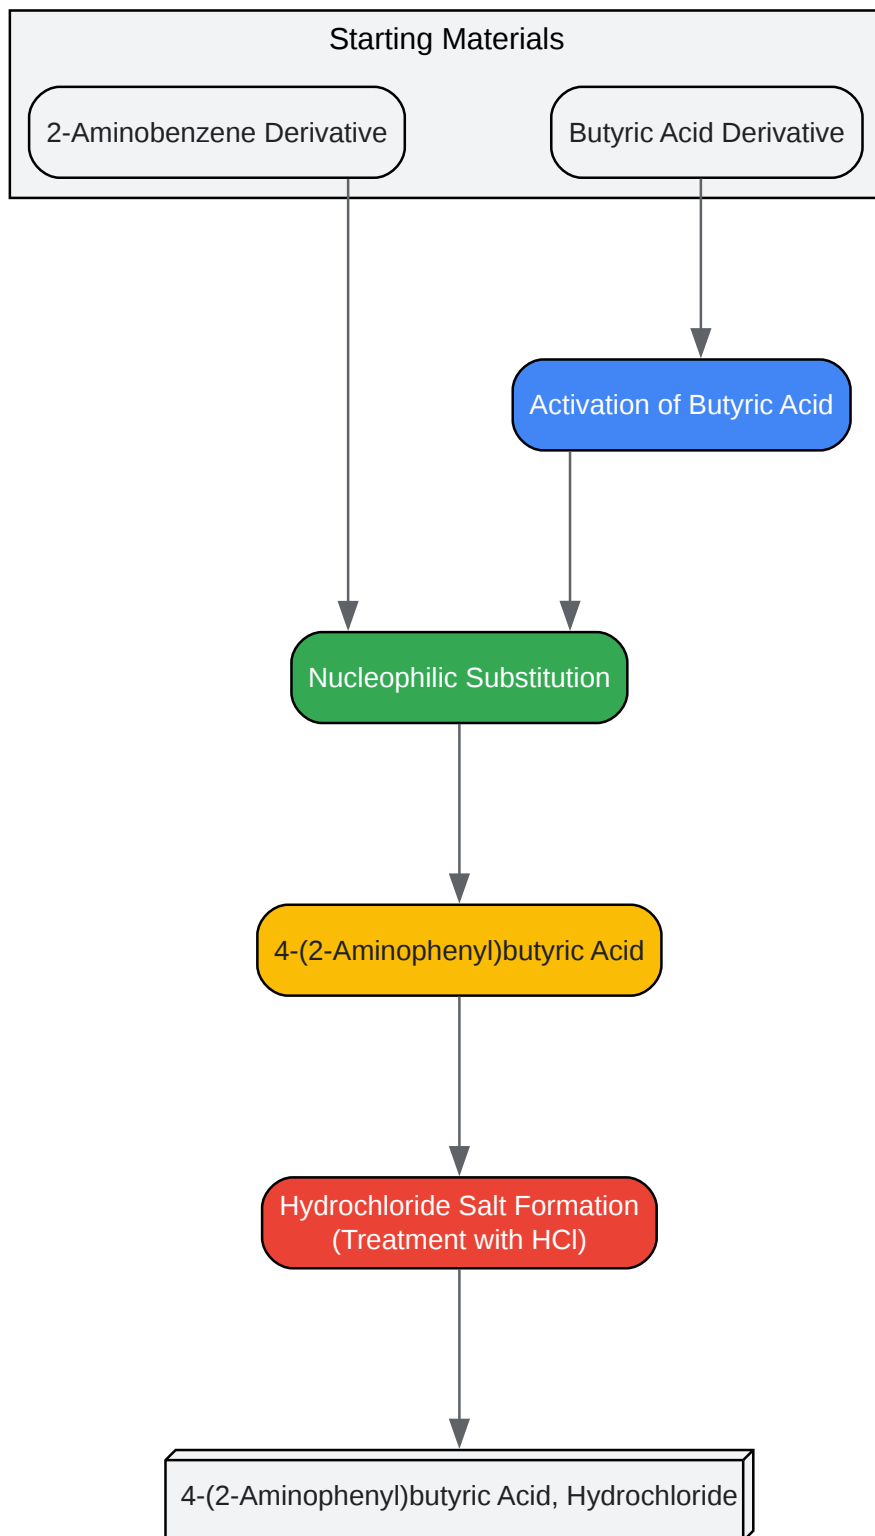 Starting Materials
2-Aminobenzene Derivative
Butyric Acid Derivative
Activation of Butyric Acid
Nucleophilic Substitution
4-(2-Aminophenyl)butyric Acid
Hydrochloride Salt Formation
(Treatment with HCl)
4-(2-Aminophenyl)butyric Acid, Hydrochloride